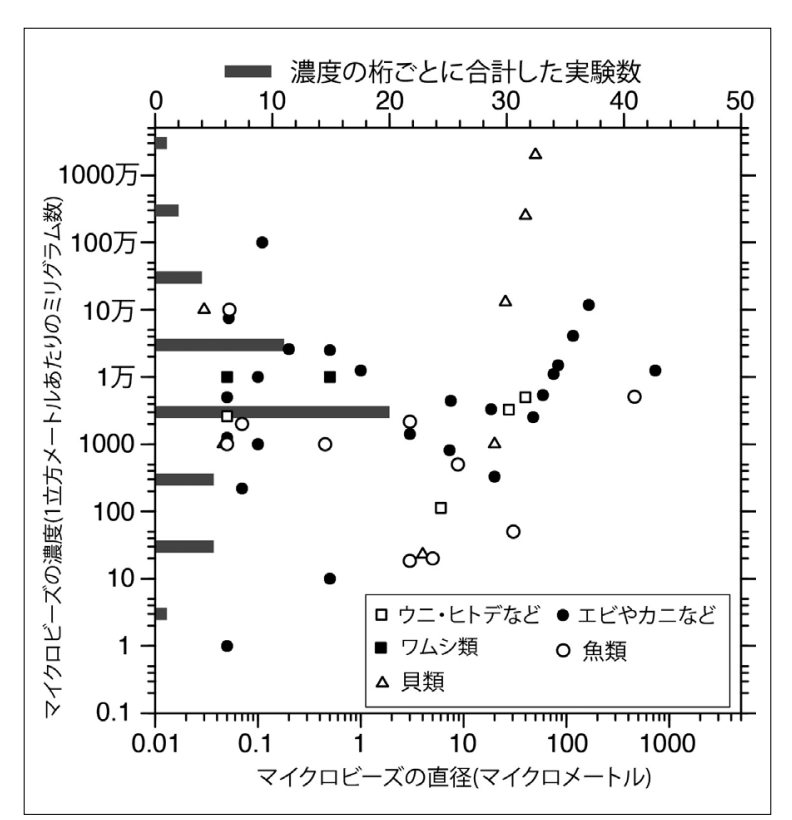 濃度の桁ごとに合計した実験数
0 10 20 30 40 50
マイクロビーズの濃度(1立方メートルあたりのミリグラム数)
1000万
100万
10万
1万
1000
100
10
1
0.1
ウニ・ヒトデなど エビやカニなど
ワムシ類 魚類
貝類
0.01 0.1 1 10 100 1000
マイクロビーズの直径(マイクロメートル)